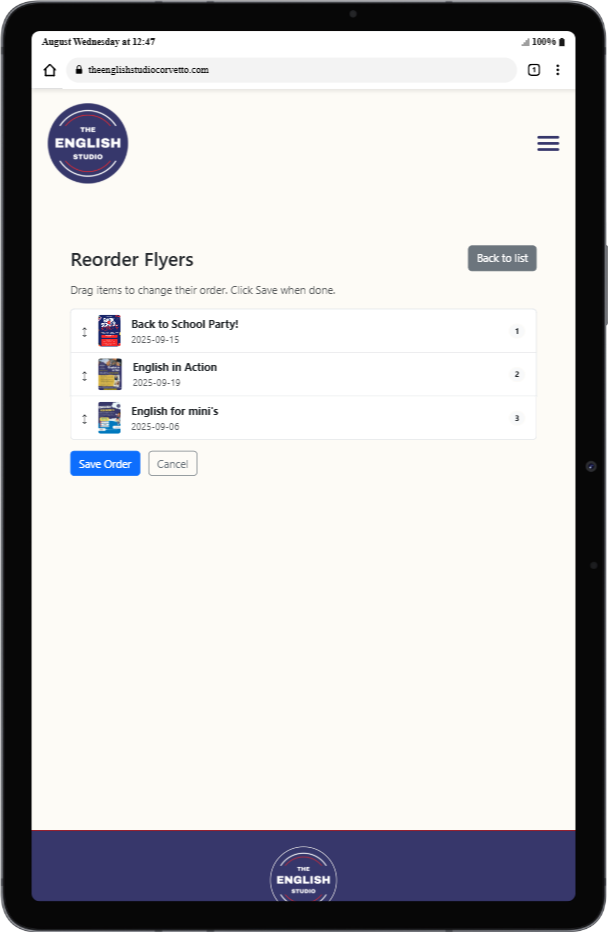 August Wednesday at 12:47
100%
theenglishstudiocorvetto.com
1
THE
ENGLISH
STUDIO
Reorder Flyers
Back to list
Drag items to change their order. Click Save when done.
Back to School Party!
1
2025-09-15
English in Action
2
2025-09-19
English for mini's
3
2025-09-06
Save Order
Cancel
THE
ENGLISH
STUDIO